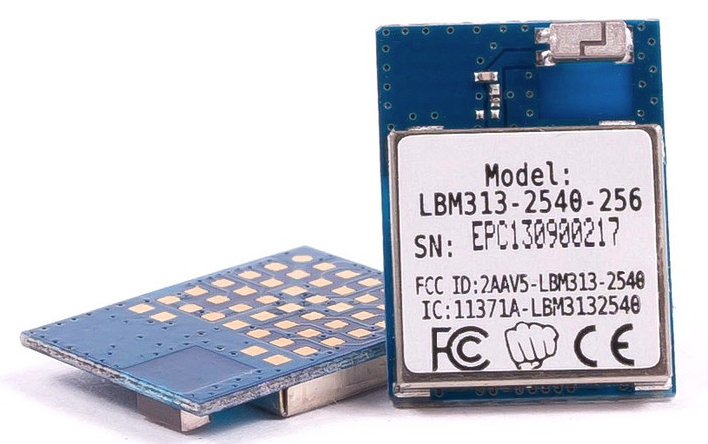 Model:
LBM313-2540-256
SN: EPC130900217
FCC ID:2AAV5-LBM313-2540
IC:11371A-LBM3132540
FC CE